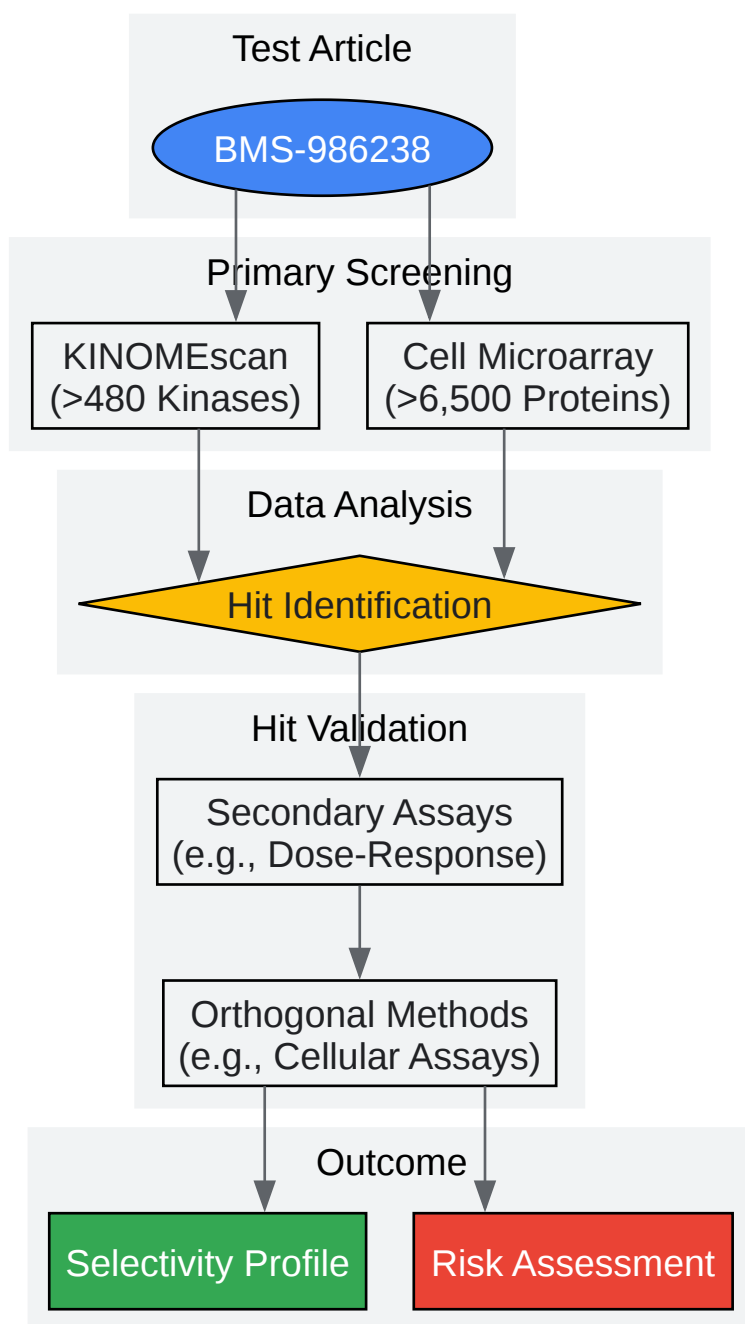 Test Article
BMS-986238
Primary Screening
KINOMEscan
(>480 Kinases)
Cell Microarray
(>6,500 Proteins)
Data Analysis
Hit Identification
Hit Validation
Secondary Assays
(e.g., Dose-Response)
Orthogonal Methods
(e.g., Cellular Assays)
Outcome
Selectivity Profile
Risk Assessment